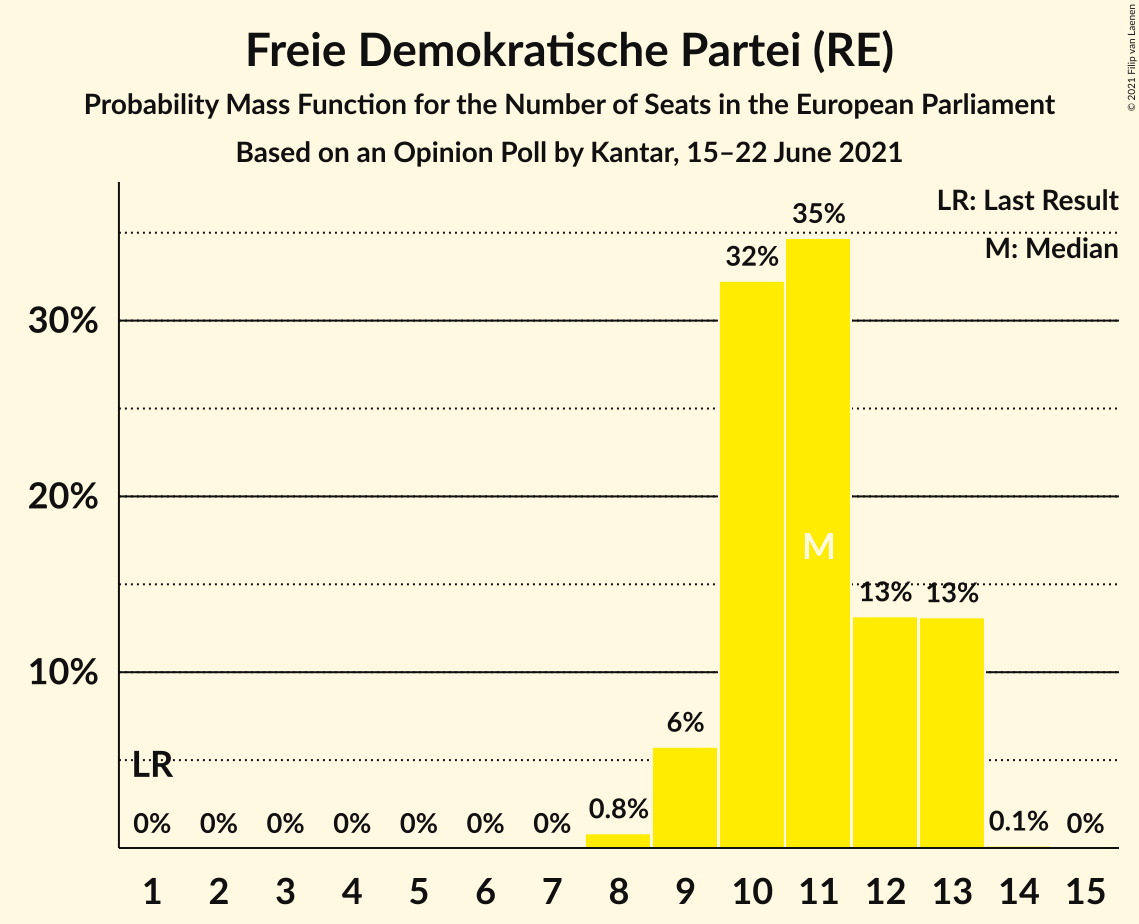 Freie Demokratische Partei (RE)
Probability Mass Function for the Number of Seats in the European Parliament
Based on an Opinion Poll by Kantar, 15–22 June 2021
© 2021 Filip van Laenen
LR: Last Result
M: Median
35%
32%
30%
20%
M
13% 13%
10%
6%
LR
0% 0% 0% 0% 0% 0% 0% 0.8% 0.1% 0%
1 2 3 4 5 6 7 8 9 10 11 12 13 14 15